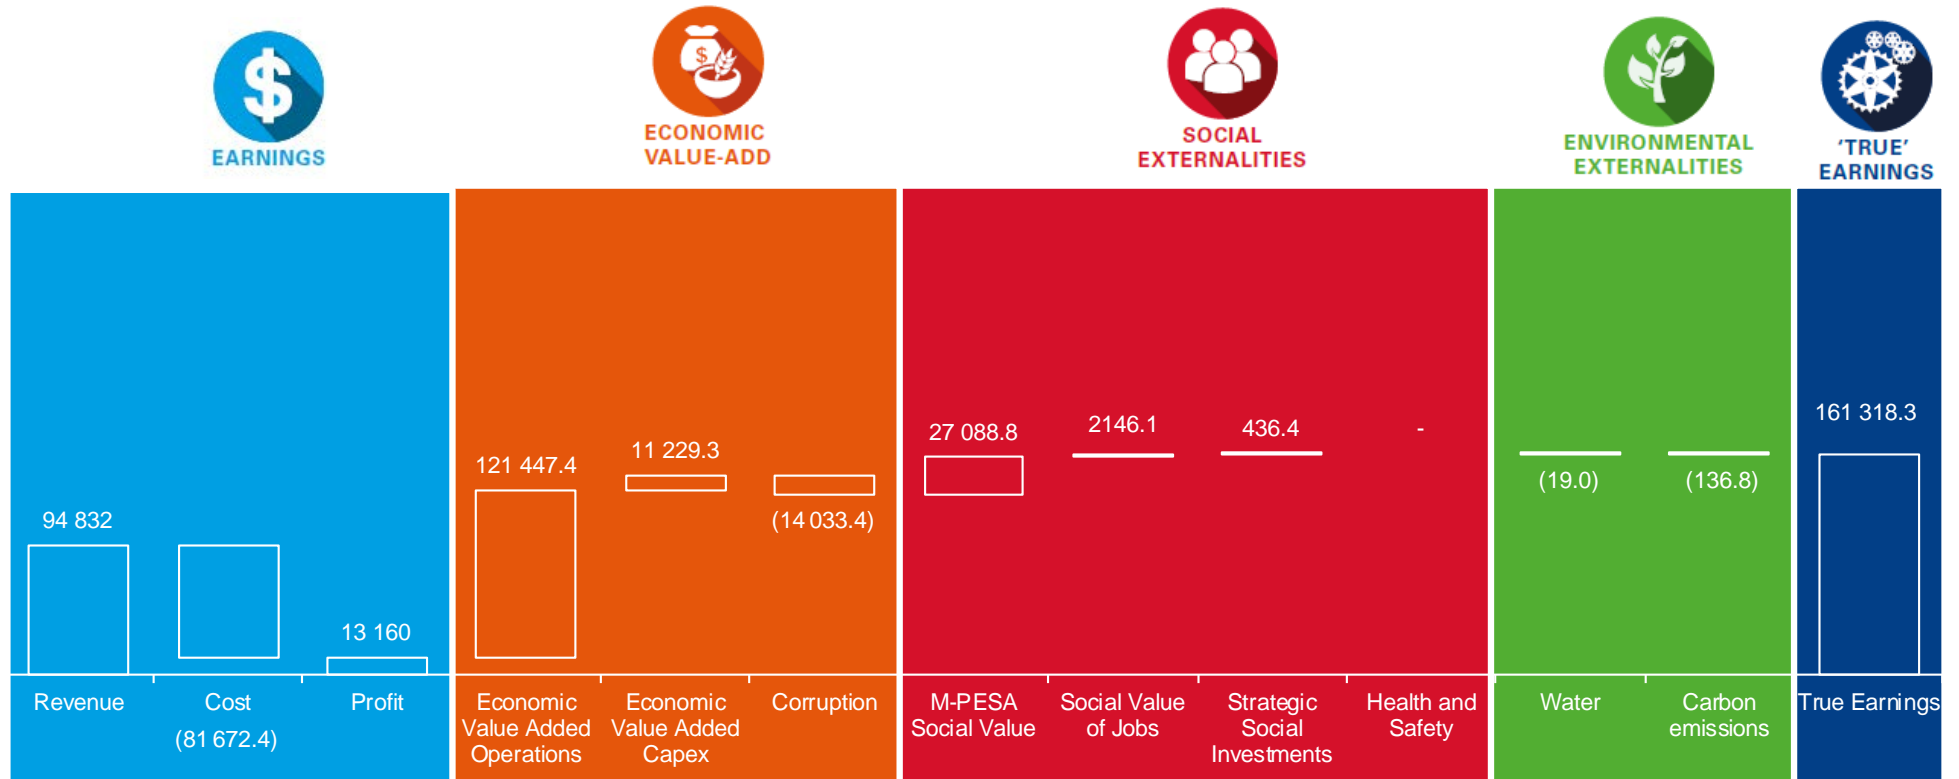 $
EARNINGS
$
ECONOMIC
VALUE-ADD
SOCIAL
EXTERNALITIES
ENVIRONMENTAL
EXTERNALITIES
'TRUE'
EARNINGS
94 832
13 160
121 447.4
11 229.3
(14 033.4)
27 088.8
2146.1
436.4
-
(19.0)
(136.8)
161 318.3
Revenue
Cost
(81 672.4)
Profit
Economic
Value Added
Operations
Economic
Value Added
Capex
Corruption
M-PESA
Social Value
Social Value
of Jobs
Strategic
Social
Investments
Health and
Safety
Water
Carbon
emissions
True Earnings